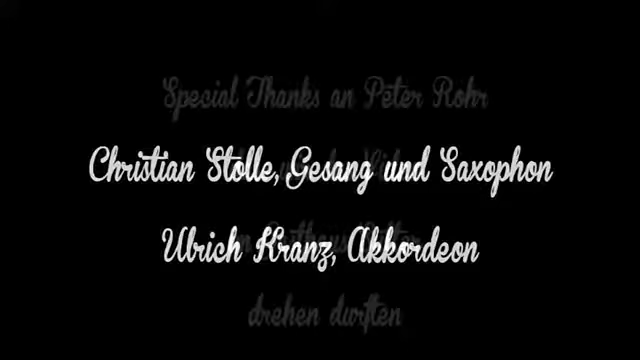 Special Thanks an Peter Rohr
Christian Stolle, Gesang und Saxophon
Ulrich Kranz, Akkordeon
drehen durften